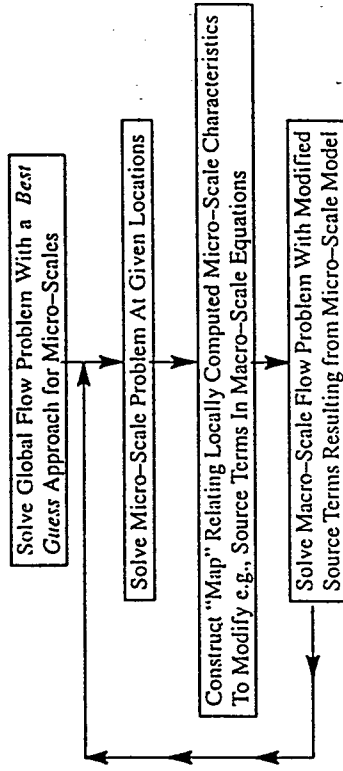 Solve Global Flow Problem With a Best
Guess Approach for Micro-Scales
Solve Micro-Scale Problem At Given Locations
Construct "Map" Relating Locally Computed Micro-Scale Characteristics
To Modify e.g., Source Terms In Macro-Scale Equations
Solve Macro-Scale Flow Problem With Modified
Source Terms Resulting from Micro-Scale Model